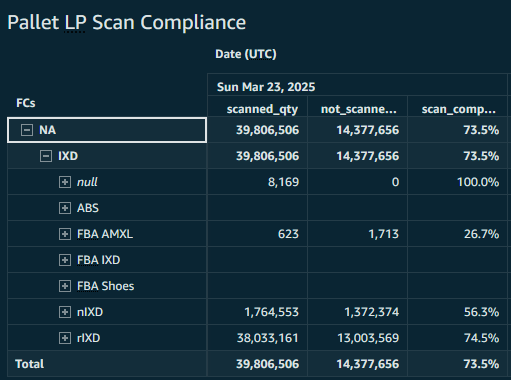 Pallet LP Scan Compliance
Date (UTC)
Sun Mar 23, 2025
FCs scanned_qty not_scanne... scan_comp...
NA 39,806,506 14,377,656 73.5%
IXD 39,806,506 14,377,656 73.5%
null 8,169 0 100.0%
ABS
FBA AMXL 623 1,713 26.7%
FBA IXD
FBA Shoes
nIXD 1,764,553 1,372,374 56.3%
rIXD 38,033,161 13,003,569 74.5%
Total 39,806,506 14,377,656 73.5%